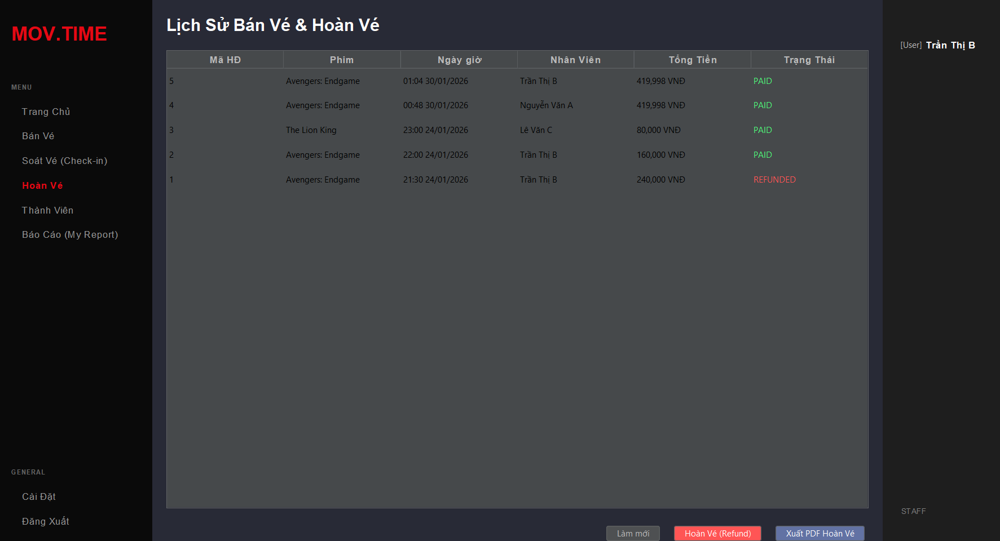 MOV.TIME
MENU
Trang Chủ
Bán Vé
Soát Vé (Check-in)
Hoàn Vé
Thành Viên
Báo Cáo (My Report)
GENERAL
Cài Đặt
Đăng Xuất
Lịch Sử Bán Vé & Hoàn Vé
Mã HĐ Phim Ngày giờ Nhân Viên Tổng Tiền Trạng Thái
5 Avengers: Endgame 01:04 30/01/2026 Trần Thị B 419,998 VNĐ PAID
4 Avengers: Endgame 00:48 30/01/2026 Nguyễn Văn A 419,998 VNĐ PAID
3 The Lion King 23:00 24/01/2026 Lê Văn C 80,000 VNĐ PAID
2 Avengers: Endgame 22:00 24/01/2026 Trần Thị B 160,000 VNĐ PAID
1 Avengers: Endgame 21:30 24/01/2026 Trần Thị B 240,000 VNĐ REFUNDED
Làm mới Hoàn Vé (Refund) Xuất PDF Hoàn Vé
[User] Trần Thị B
STAFF